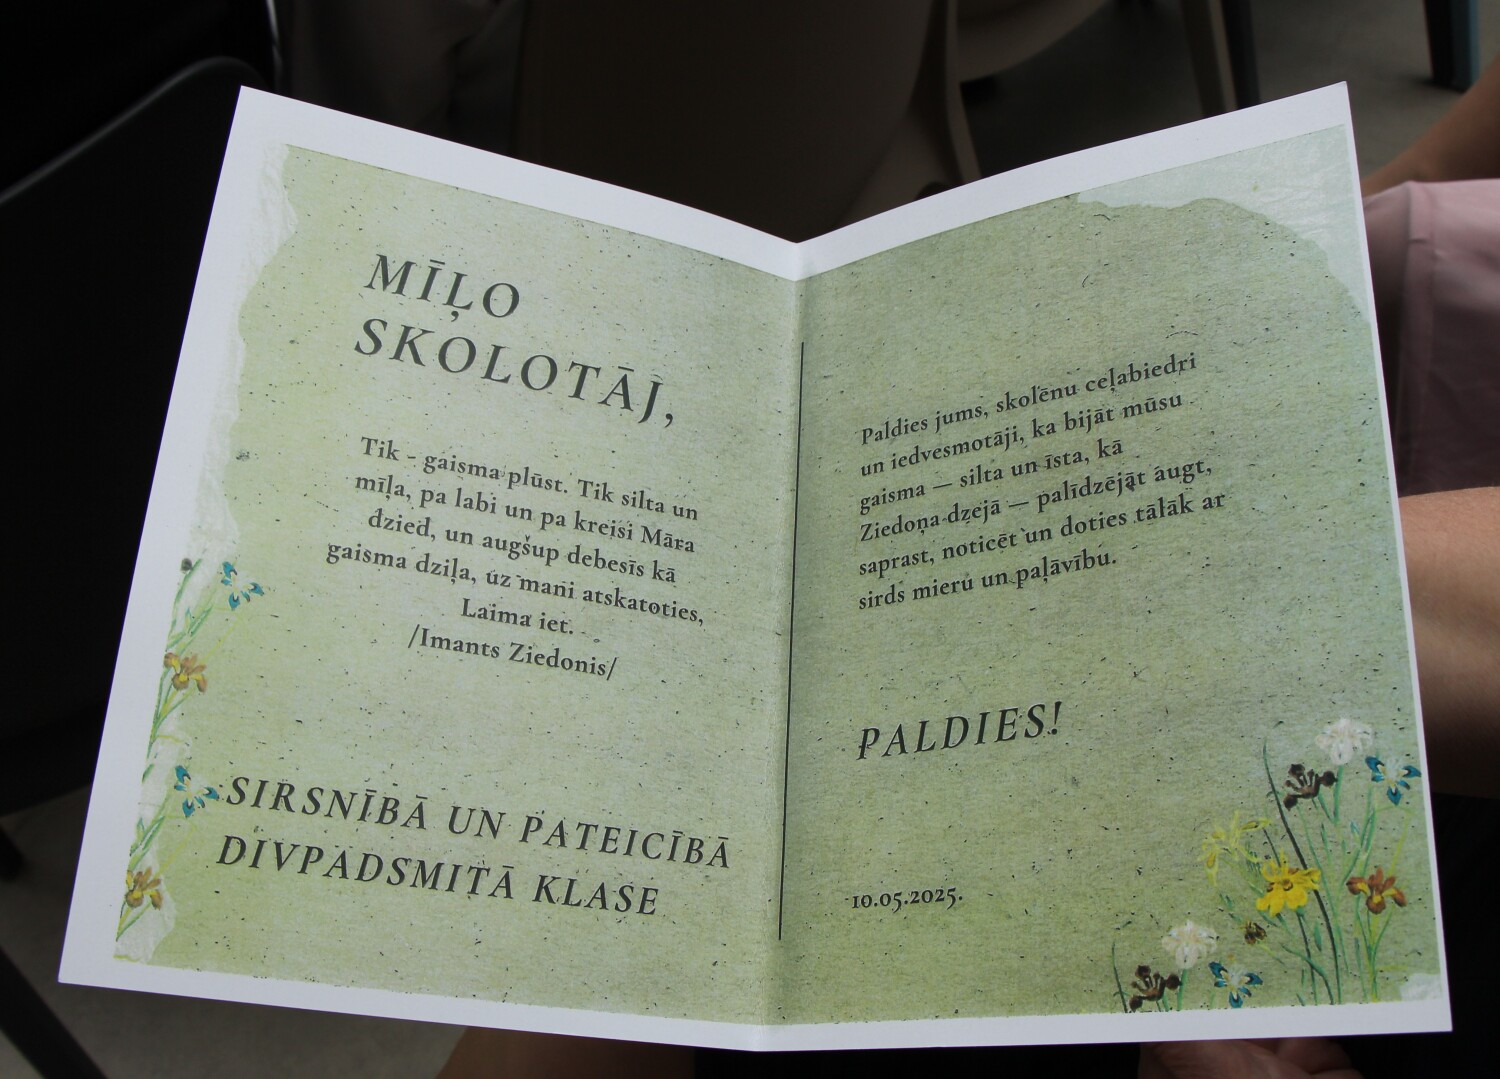 MĪĻO
SKOLOTĀJ,
Tik - gaisma plūst. Tik silta un
mīļa, pa labi un pa kreisi Māra
dzied, un augšup debesīs kā
gaisma dziļa, uz mani atskatoties,
Laima iet.
/Imants Ziedonis/
SIRSNĪBĀ UN PATEICĪBĀ
DIVPADSMITĀ KLASE
Paldies jums, skolēnu ceļabiedri
un iedvesmotāji, ka bijāt mūsu
gaisma — silta un īsta, kā
Ziedoņa dzejā — palīdzējāt augt,
saprast, noticēt un doties tālāk ar
sirds mieru un paļāvību.
PALDIES!
10.05.2025.